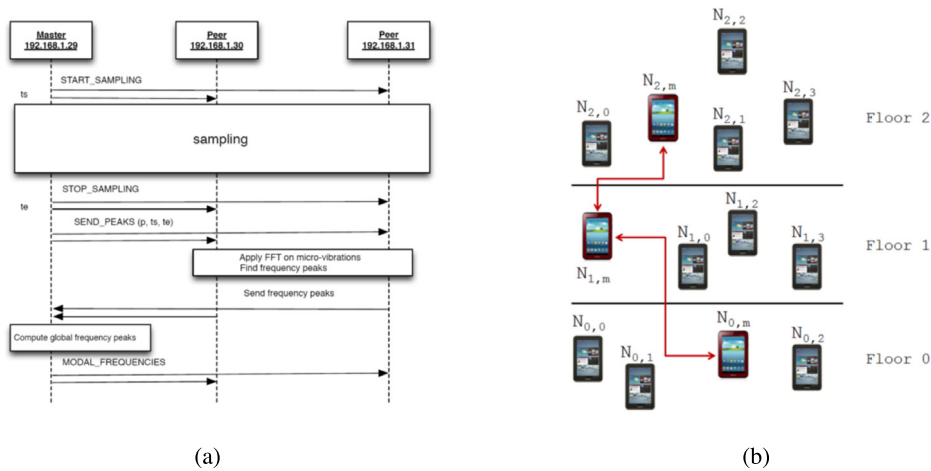 Master
192.168.1.29
Peer
192.168.1.30
Peer
192.168.1.31
START_SAMPLING
ts
sampling
STOP_SAMPLING
te
SEND_PEAKS (p, ts, te)
Apply FFT on micro-vibrations
Find frequency peaks
Send frequency peaks
Compute global frequency peaks
MODAL_FREQUENCIES
(a)
N2,2
N2,m
N2,3
N2,0
N2,1
Floor 2
N1,2
N1,0
N1,3
Floor 1
N1,m
N0,0
N0,m
N0,2
N0,1
Floor 0
(b)